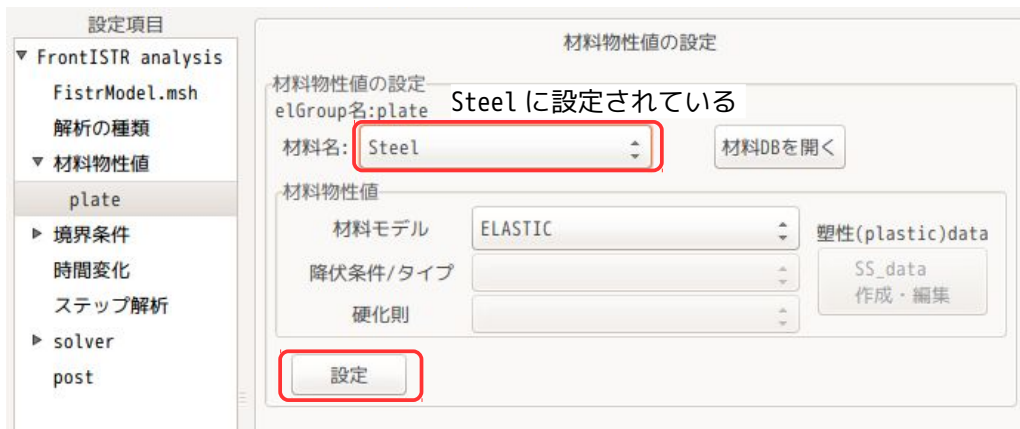 設定項目
▼ FrontISTR analysis
FistrModel.msh
解析の種類
▼ 材料物性値
plate
▶ 境界条件
時間変化
ステップ解析
▶ solver
post
材料物性値の設定
材料物性値の設定
elGroup名:plate
Steelに設定されている
材料名: Steel
材料DBを開く
材料物性値
材料モデル ELASTIC
塑性(plastic)data
降伏条件/タイプ
SS_data
作成・編集
硬化則
設定